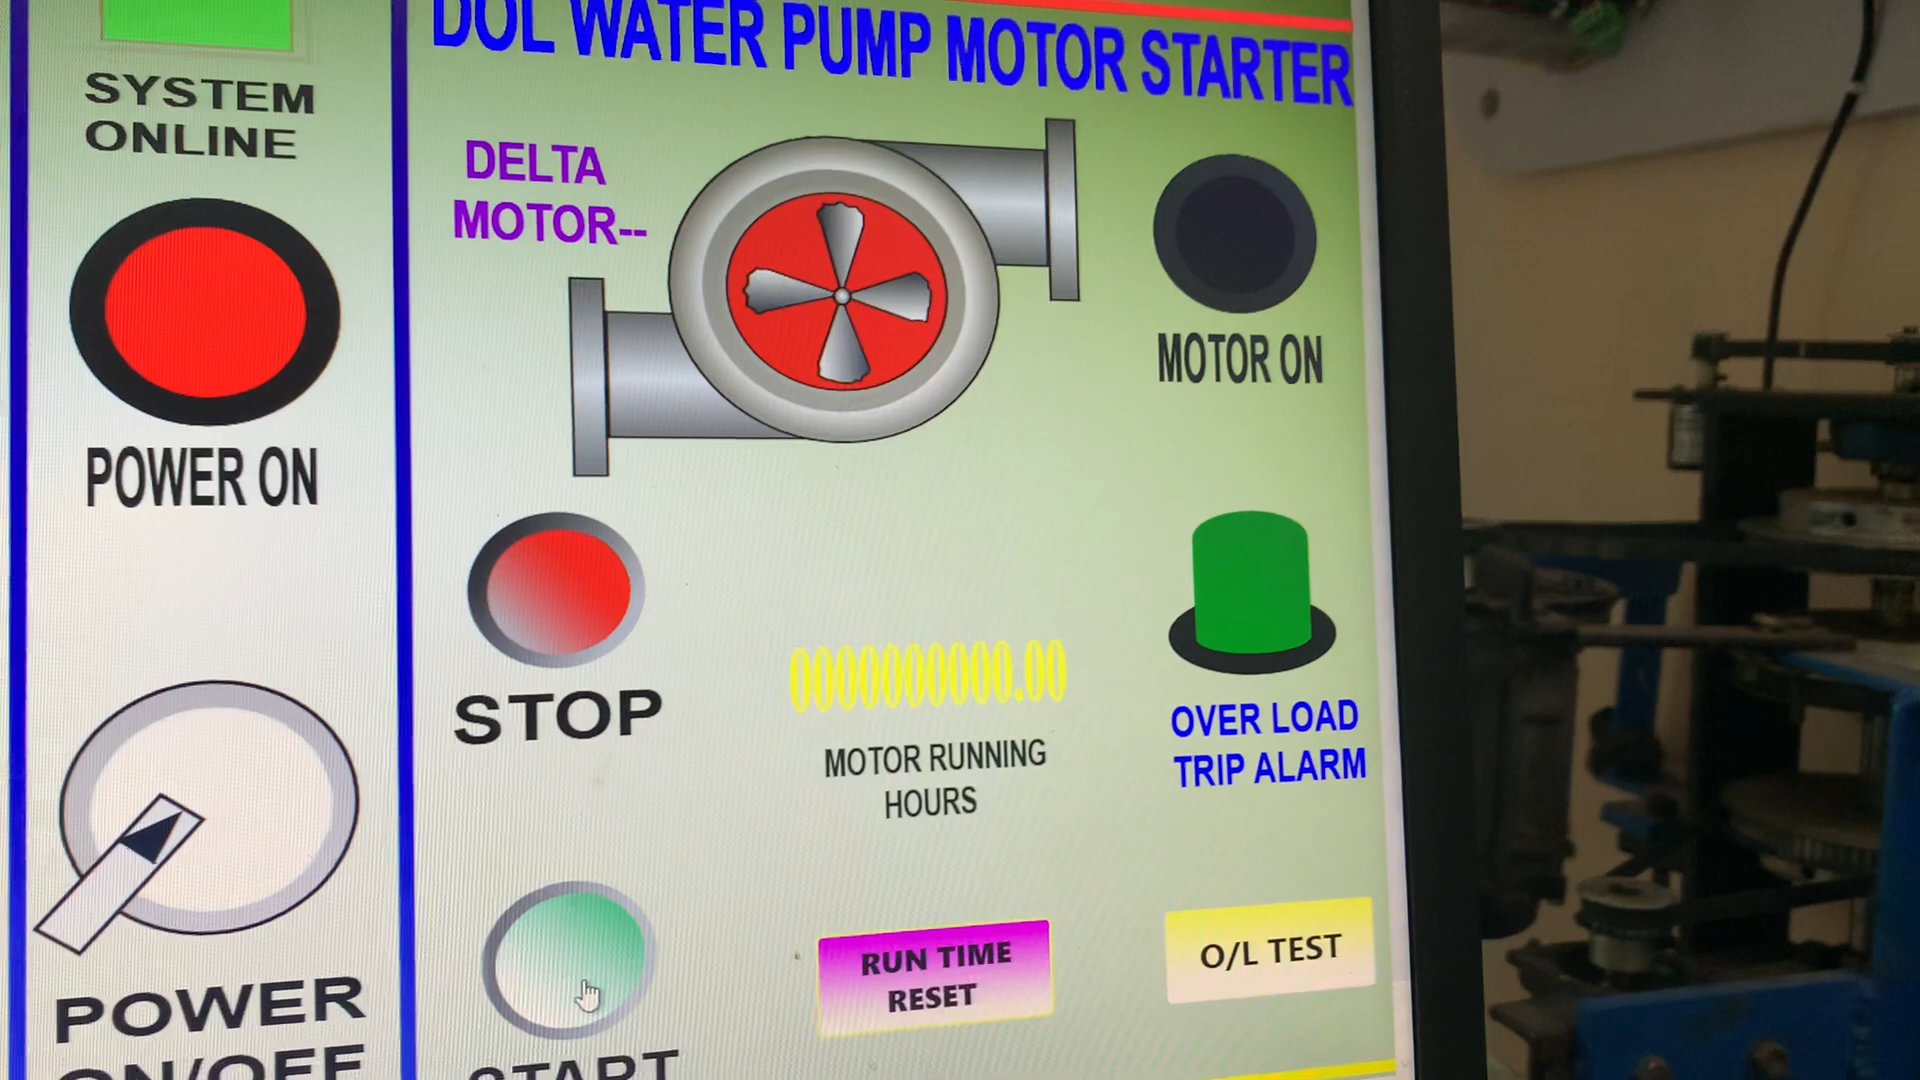 DOL WATER PUMP MOTOR STARTER
SYSTEM
ONLINE
DELTA
MOTOR--
MOTOR ON
POWER ON
STOP
0000000000.00
MOTOR RUNNING
HOURS
OVER LOAD
TRIP ALARM
RUN TIME
RESET
O/L TEST
POWER
ON/OFF
START